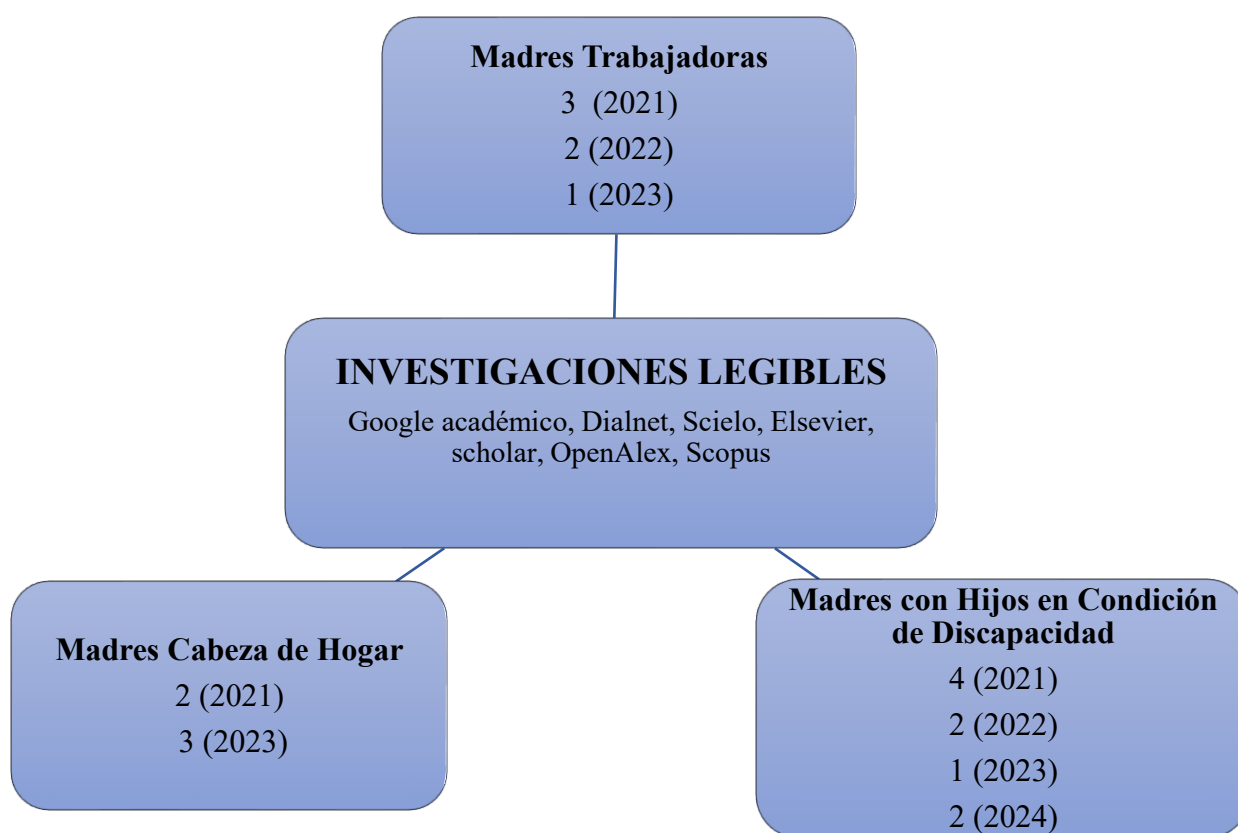 Madres Trabajadoras
3 (2021)
2 (2022)
1 (2023)
INVESTIGACIONES LEGIBLES
Google académico, Dialnet, Scielo, Elsevier,
scholar, OpenAlex, Scopus
Madres Cabeza de Hogar
2 (2021)
3 (2023)
Madres con Hijos en Condición
de Discapacidad
4 (2021)
2 (2022)
1 (2023)
2 (2024)